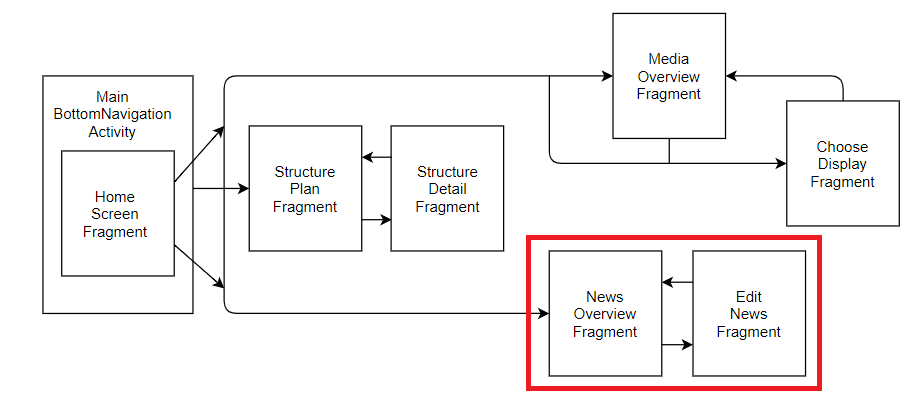 Main
BottomNavigation
Activity
Home
Screen
Fragment
Structure
Plan
Fragment
Structure
Detail
Fragment
Media
Overview
Fragment
Choose
Display
Fragment
News
Overview
Fragment
Edit
News
Fragment